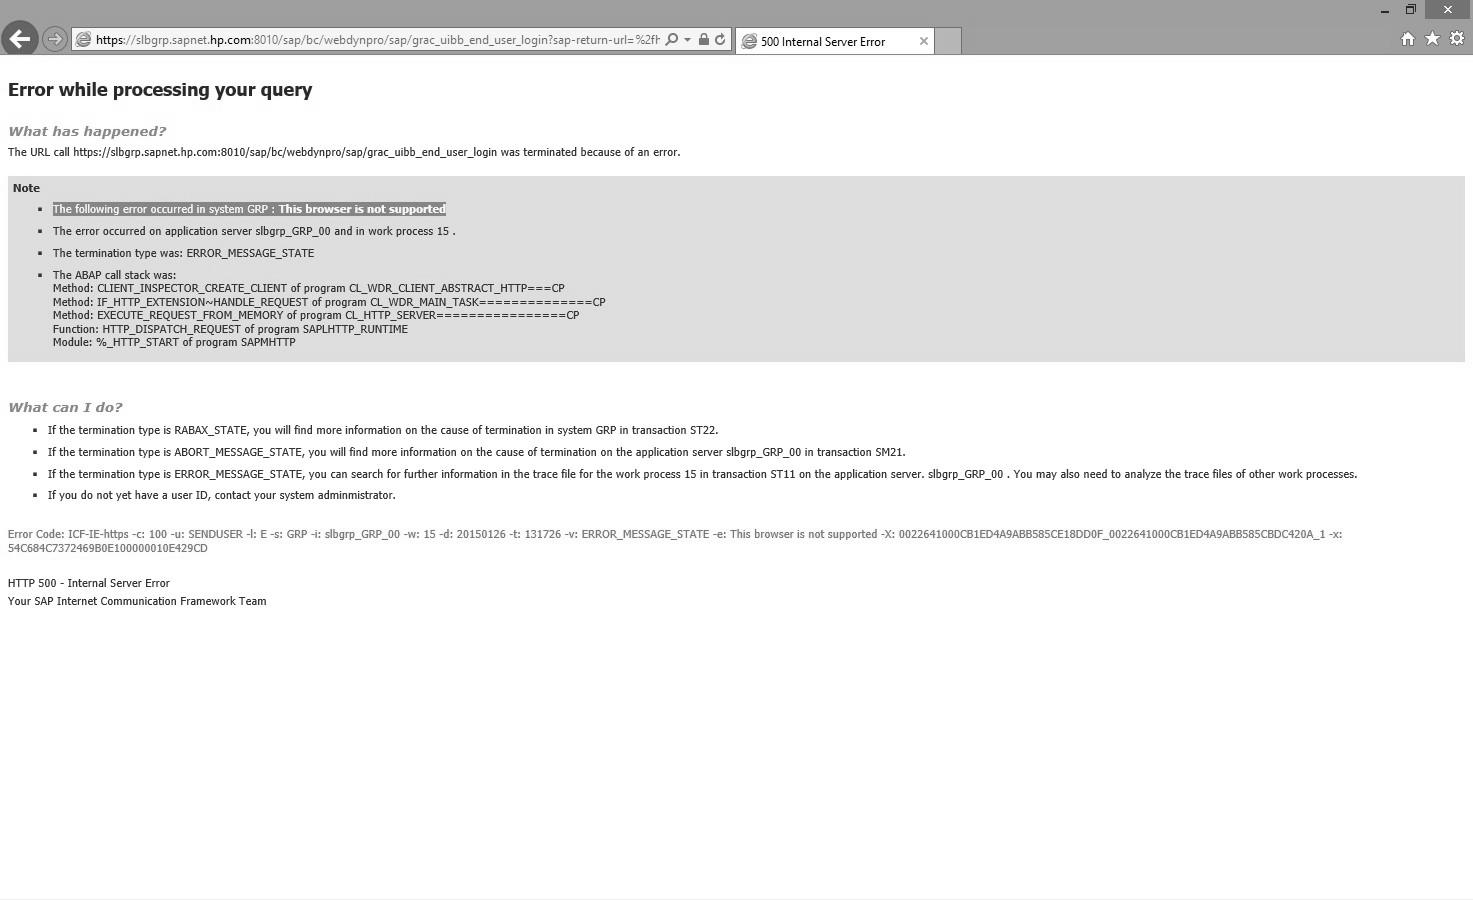 https://slbgrp.sapnet.hp.com:8010/sap/bc/webdynpro/sap/grac_uibb_end_user_login?sap-return-url=%2fh
500 Internal Server Error
Error while processing your query
What has happened?
The URL call https://slbgrp.sapnet.hp.com:8010/sap/bc/webdynpro/sap/grac_uibb_end_user_login was terminated because of an error.
Note
The following error occurred in system GRP : This browser is not supported
The error occurred on application server slbgrp_GRP_00 and in work process 15 .
The termination type was: ERROR_MESSAGE_STATE
The ABAP call stack was:
Method: CLIENT_INSPECTOR_CREATE_CLIENT of program CL_WDR_CLIENT_ABSTRACT_HTTP===CP
Method: IF_HTTP_EXTENSION~HANDLE_REQUEST of program CL_WDR_MAIN_TASK==============CP
Method: EXECUTE_REQUEST_FROM_MEMORY of program CL_HTTP_SERVER================CP
Function: HTTP_DISPATCH_REQUEST of program SAPLHTTP_RUNTIME
Module: %_HTTP_START of program SAPMHTTP
What can I do?
If the termination type is RABAX_STATE, you will find more information on the cause of termination in system GRP in transaction ST22.
If the termination type is ABORT_MESSAGE_STATE, you will find more information on the cause of termination on the application server slbgrp_GRP_00 in transaction SM21.
If the termination type is ERROR_MESSAGE_STATE, you can search for further information in the trace file for the work process 15 in transaction ST11 on the application server. slbgrp_GRP_00 . You may also need to analyze the trace files of other work processes.
If you do not yet have a user ID, contact your system adminmistrator.
Error Code: ICF-IE-https -c: 100 -u: SENDUSER -l: E -s: GRP -i: slbgrp_GRP_00 -w: 15 -d: 20150126 -t: 131726 -v: ERROR_MESSAGE_STATE -e: This browser is not supported -X: 0022641000CB1ED4A9ABB585CE18DD0F_0022641000CB1ED4A9ABB585CBDC420A_1 -x:
54C684C7372469B0E100000010E429CD
HTTP 500 - Internal Server Error
Your SAP Internet Communication Framework Team